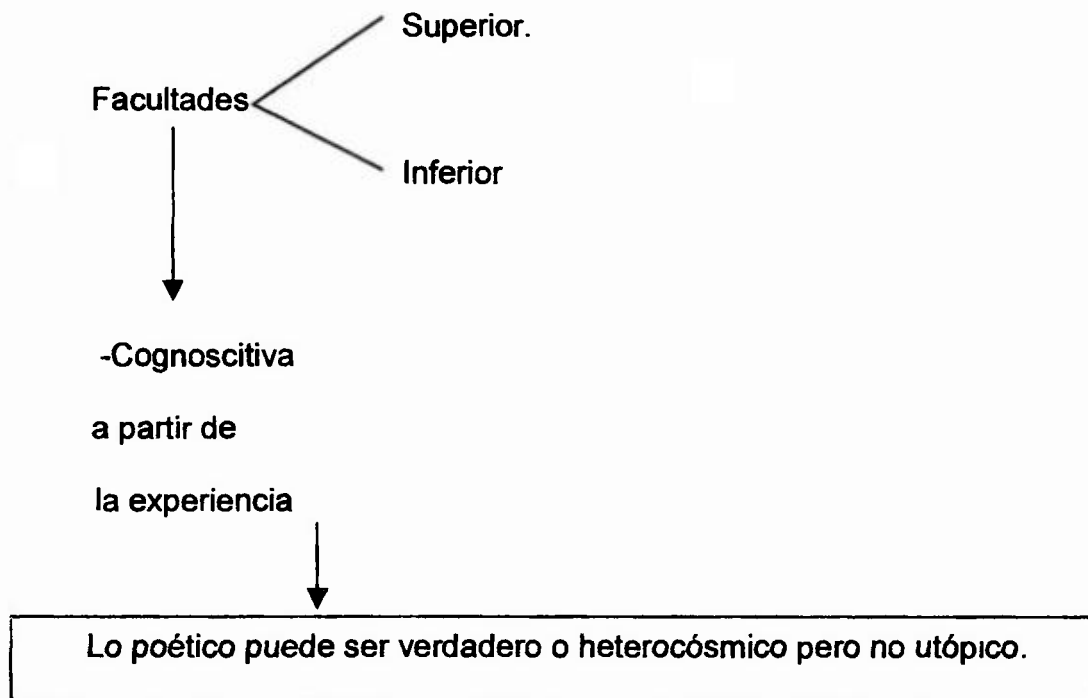 Superior.
Facultades
Inferior
-Cognoscitiva
a partir de
la experiencia
Lo poético puede ser verdadero o heterocósmico pero no utópico.